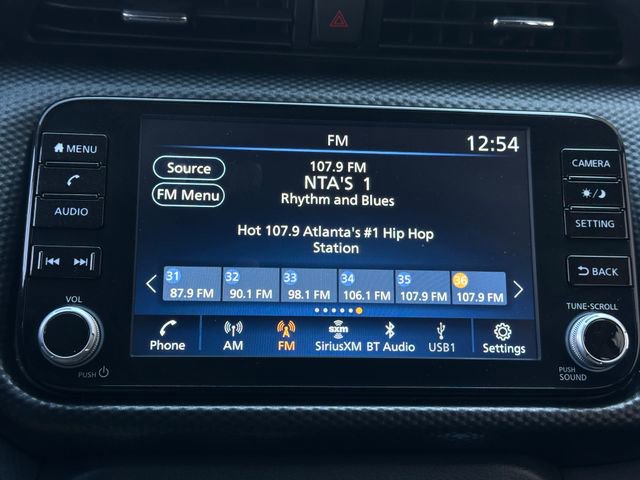 FM
12:54
MENU
AUDIO
VOL
PUSH
Source
FM Menu
107.9 FM
NTA'S 1
Rhythm and Blues
Hot 107.9 Atlanta's #1 Hip Hop
Station
31 32 33 34 35 36
87.9 FM 90.1 FM 98.1 FM 106.1 FM 107.9 FM 107.9 FM
Phone AM FM SiriusXM BT Audio USB1 Settings
sxm
CAMERA
SETTING
BACK
TUNE·SCROLL
PUSH
SOUND